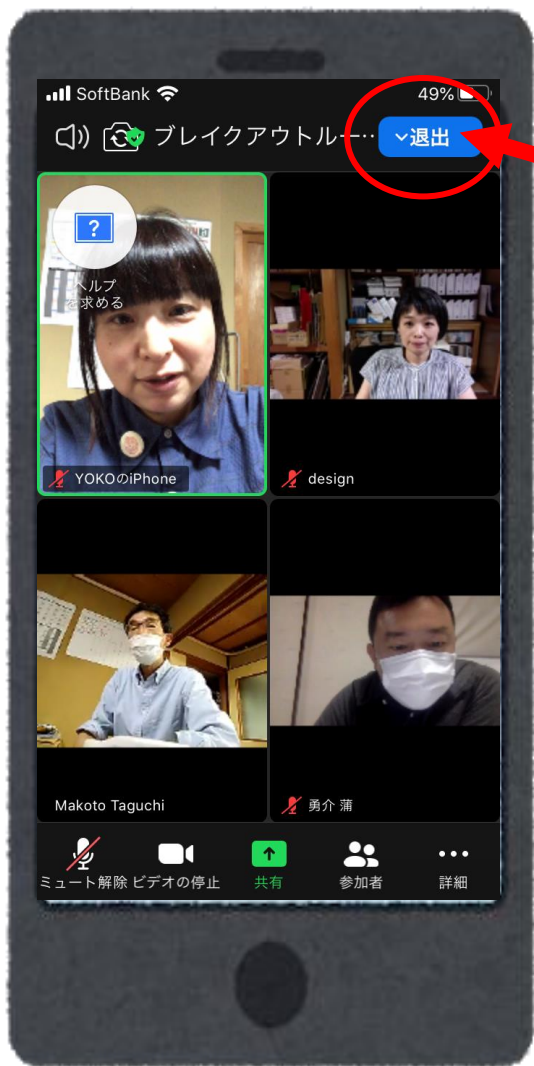 SoftBank
49%
ブレイクアウトルー…
退出
?
ヘルプ
を求める
YOKOのiPhone
design
Makoto Taguchi
勇介 蒲
ミュート解除
ビデオの停止
共有
参加者
詳細